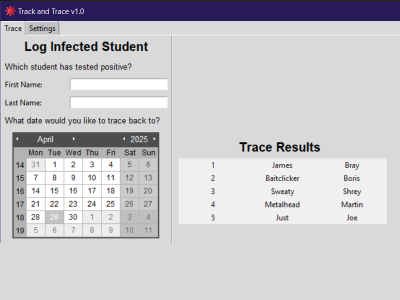 Track and Trace v1.0
Trace Settings
Log Infected Student
Which student has tested positive?
First Name:
Last Name:
What date would you like to trace back to?
April 2025
Mon Tue Wed Thu Fri Sat Sun
14 31 1 2 3 4 5 6
15 7 8 9 10 11 12 13
16 14 15 16 17 18 19 20
17 21 22 23 24 25 26 27
18 28 29 30 1 2 3 4
19 5 6 7 8 9 10 11
Trace Results
1 James Bray
2 Baitclicker Boris
3 Sweaty Shrey
4 Metalhead Martin
5 Just Joe